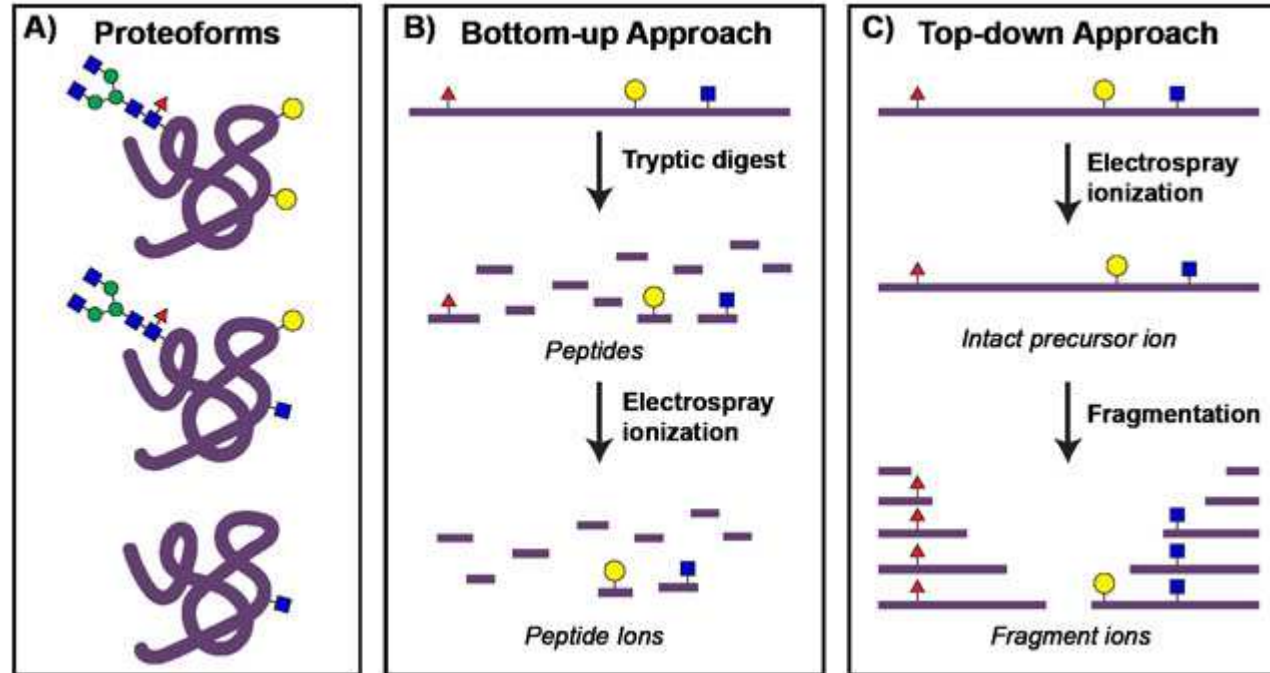 A) Proteoforms
B) Bottom-up Approach
Tryptic digest
Peptides
Electrospray
ionization
Peptide Ions
C) Top-down Approach
Electrospray
ionization
Intact precursor ion
Fragmentation
Fragment ions